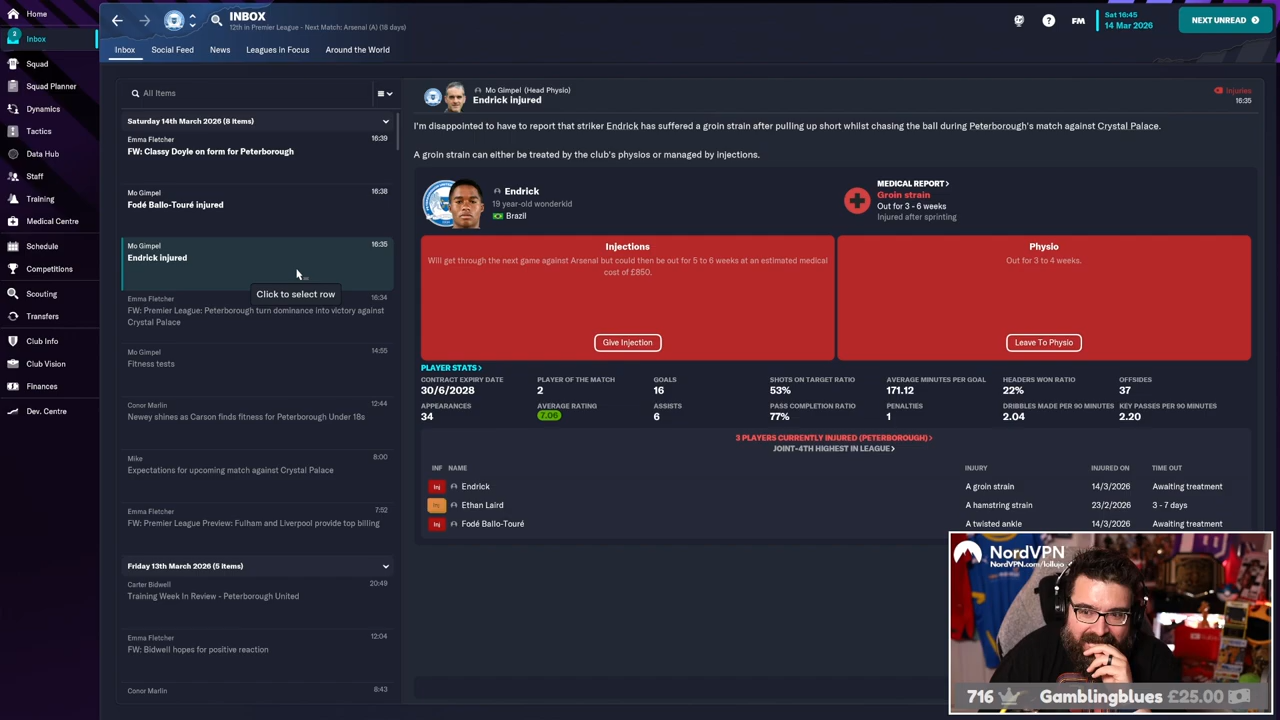 Home
2
Inbox
Squad
Squad Planner
Dynamics
Tactics
Data Hub
Staff
Training
Medical Centre
Schedule
Competitions
Scouting
Transfers
Club Info
Club Vision
Finances
Dev. Centre
INBOX
12th in Premier League - Next Match: Arsenal (A) (18 days)
FM
Sat 16:45
14 Mar 2026
NEXT UNREAD
Inbox
Social Feed
News
Leagues in Focus
Around the World
All Items
Saturday 14th March 2026 (8 Items)
Emma Fletcher 16:39
FW: Classy Doyle on form for Peterborough
Mo Gimpel 16:38
Fodé Ballo-Touré injured
Mo Gimpel 16:35
Endrick injured
Click to select row
Emma Fletcher 16:34
FW: Premier League: Peterborough turn dominance into victory against
Crystal Palace
Mo Gimpel 14:55
Fitness tests
Conor Marlin 12:44
Newey shines as Carson finds fitness for Peterborough Under 18s
Mike 8:00
Expectations for upcoming match against Crystal Palace
Emma Fletcher 7:52
FW: Premier League Preview: Fulham and Liverpool provide top billing
Friday 13th March 2026 (5 Items)
Carter Bidwell 20:49
Training Week In Review - Peterborough United
Emma Fletcher 12:04
FW: Bidwell hopes for positive reaction
Conor Marlin 8:43
Mo Gimpel (Head Physio)
Endrick injured
Injuries
16:35
I'm disappointed to have to report that striker Endrick has suffered a groin strain after pulling up short whilst chasing the ball during Peterborough's match against Crystal Palace.
A groin strain can either be treated by the club's physios or managed by injections.
Endrick
19 year-old wonderkid
Brazil
MEDICAL REPORT >
Groin strain
Out for 3 - 6 weeks
Injured after sprinting
Injections
Will get through the next game against Arsenal but could then be out for 5 to 6 weeks at an estimated medical
cost of £850.
Give Injection
Physio
Out for 3 to 4 weeks.
Leave To Physio
PLAYER STATS >
CONTRACT EXPIRY DATE PLAYER OF THE MATCH GOALS SHOTS ON TARGET RATIO AVERAGE MINUTES PER GOAL HEADERS WON RATIO OFFSIDES
30/6/2028 2 16 53% 171.12 22% 37
APPEARANCES AVERAGE RATING ASSISTS PASS COMPLETION RATIO PENALTIES DRIBBLES MADE PER 90 MINUTES KEY PASSES PER 90 MINUTES
34 7.06 6 77% 1 2.04 2.20
3 PLAYERS CURRENTLY INJURED (PETERBOROUGH) >
JOINT-4TH HIGHEST IN LEAGUE >
INF NAME INJURY INJURED ON TIME OUT
Inj Endrick A groin strain 14/3/2026 Awaiting treatment
Ethan Laird A hamstring strain 23/2/2026 3 - 7 days
Inj Fodé Ballo-Touré A twisted ankle 14/3/2026 Awaiting treatment
NordVPN
NordVPN.com/lollujo
716 Gamblingblues £25.00